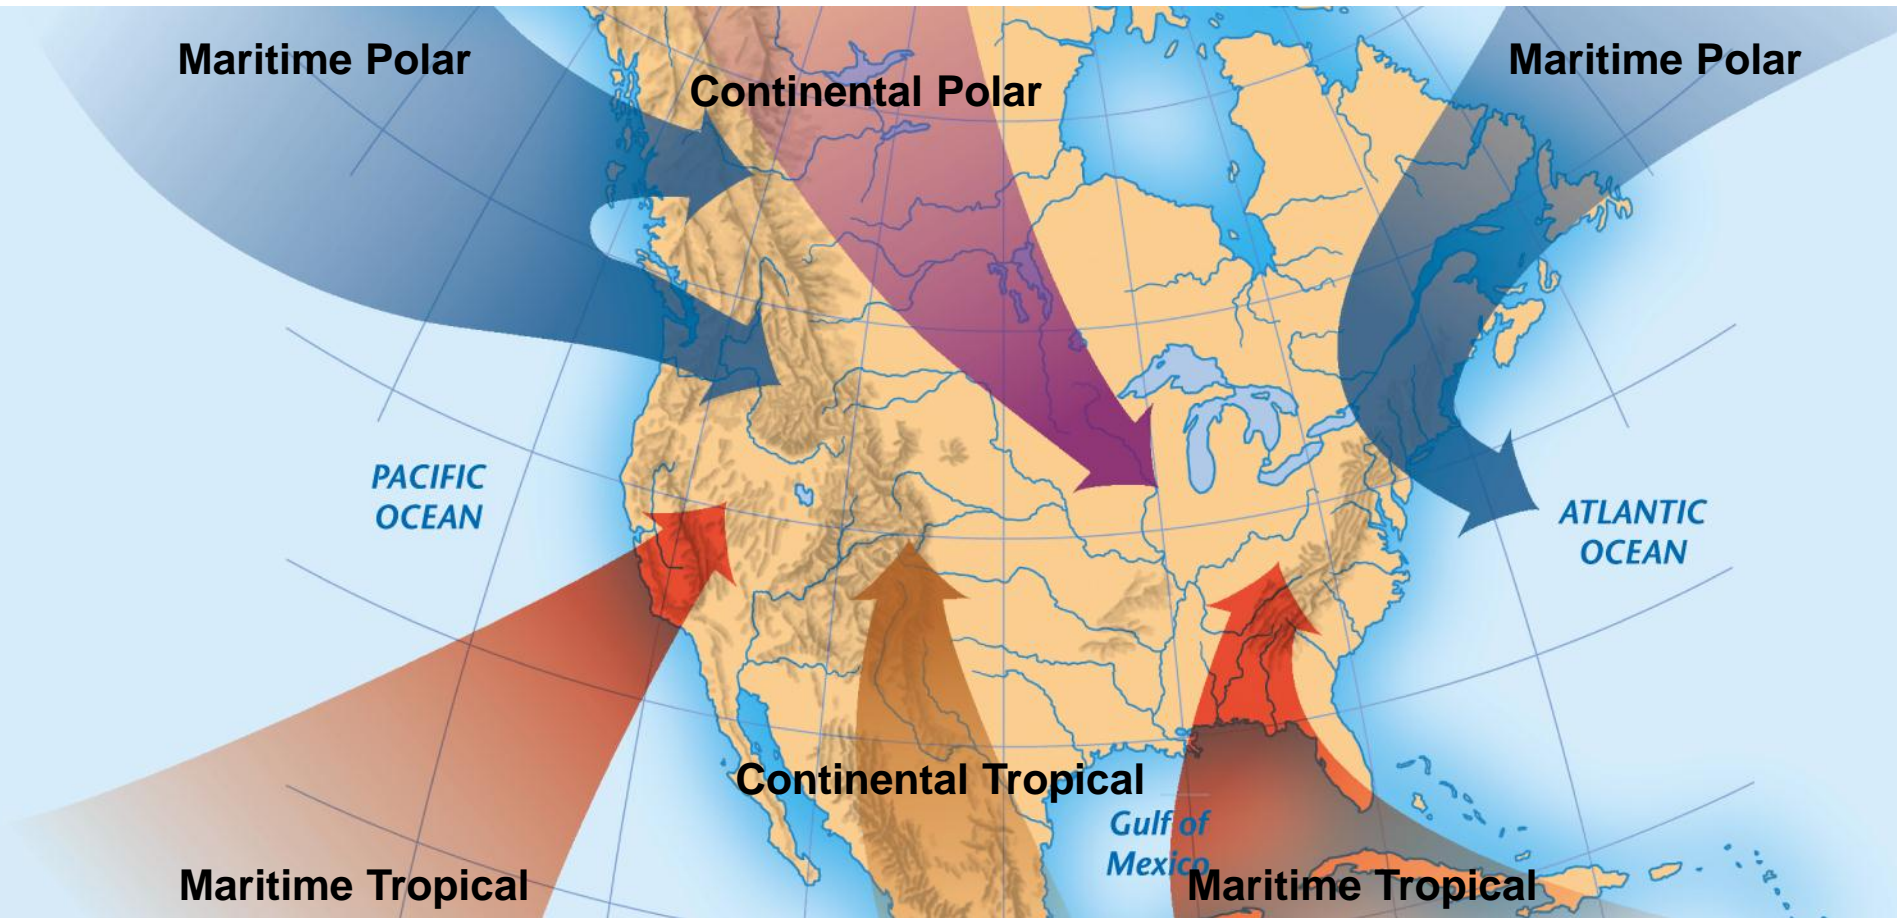 Maritime Polar
Continental Polar
Maritime Polar
PACIFIC
OCEAN
ATLANTIC
OCEAN
Continental Tropical
Gulf of
Mexico
Maritime Tropical
Maritime Tropical